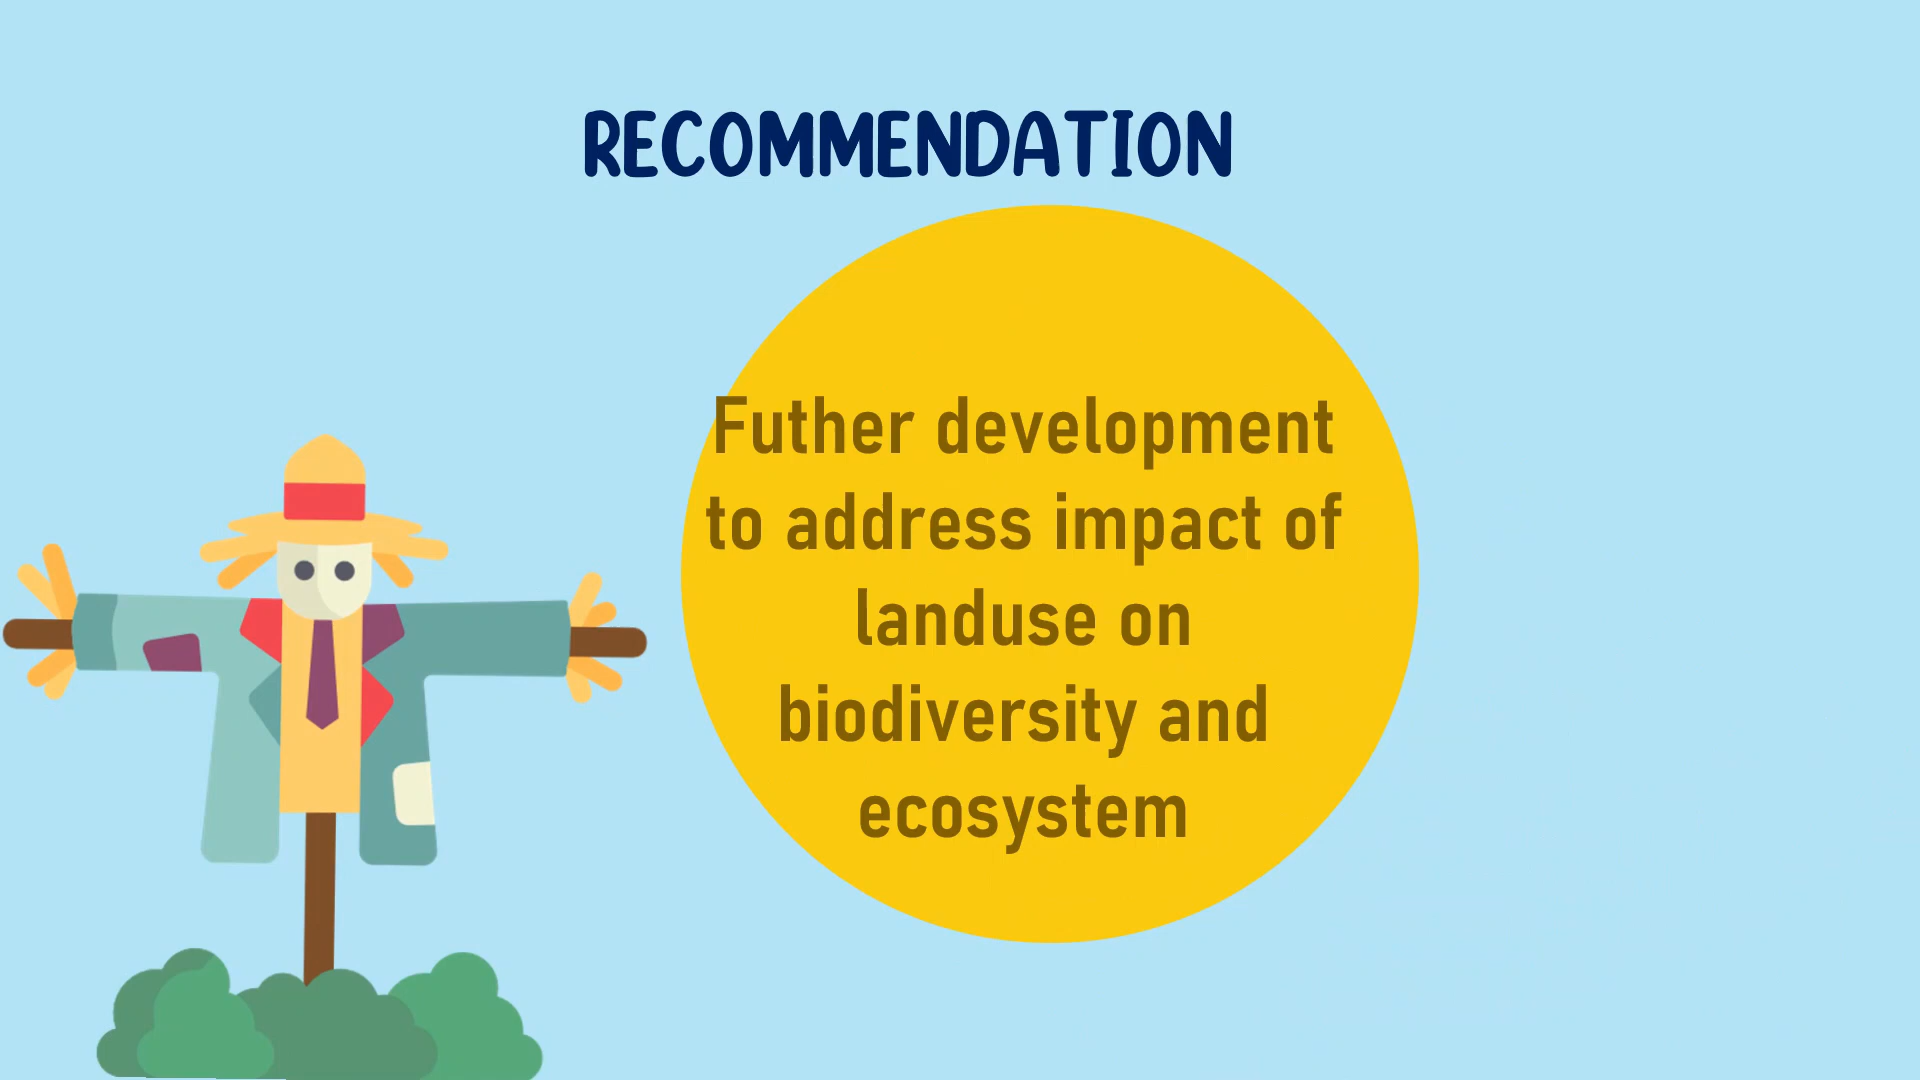 RECOMMENDATION
Futher development
to address impact of
landuse on
biodiversity and
ecosystem